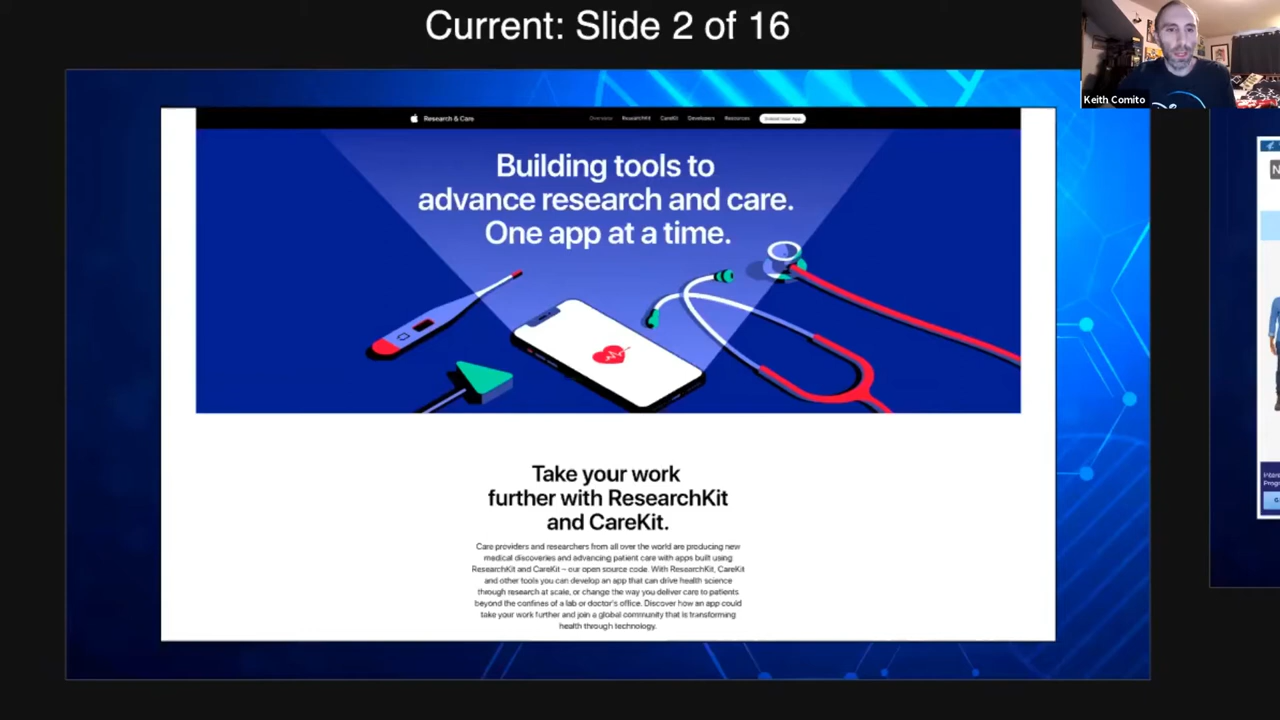 Current: Slide 2 of 16
Keith Comito
Research & Care
Overview ResearchKit CareKit Developers Resources
Building tools to
advance research and care.
One app at a time.
Take your work
further with ResearchKit
and CareKit.
Care providers and researchers from all over the world are producing new
medical discoveries and advancing patient care with apps built using
ResearchKit and CareKit – our open source code. With ResearchKit, CareKit
and other tools you can develop an app that can drive health science
through research at scale, or change the way you deliver care to patients
beyond the confines of a lab or doctor's office. Discover how an app could
take your work further and join a global community that is transforming
health through technology.